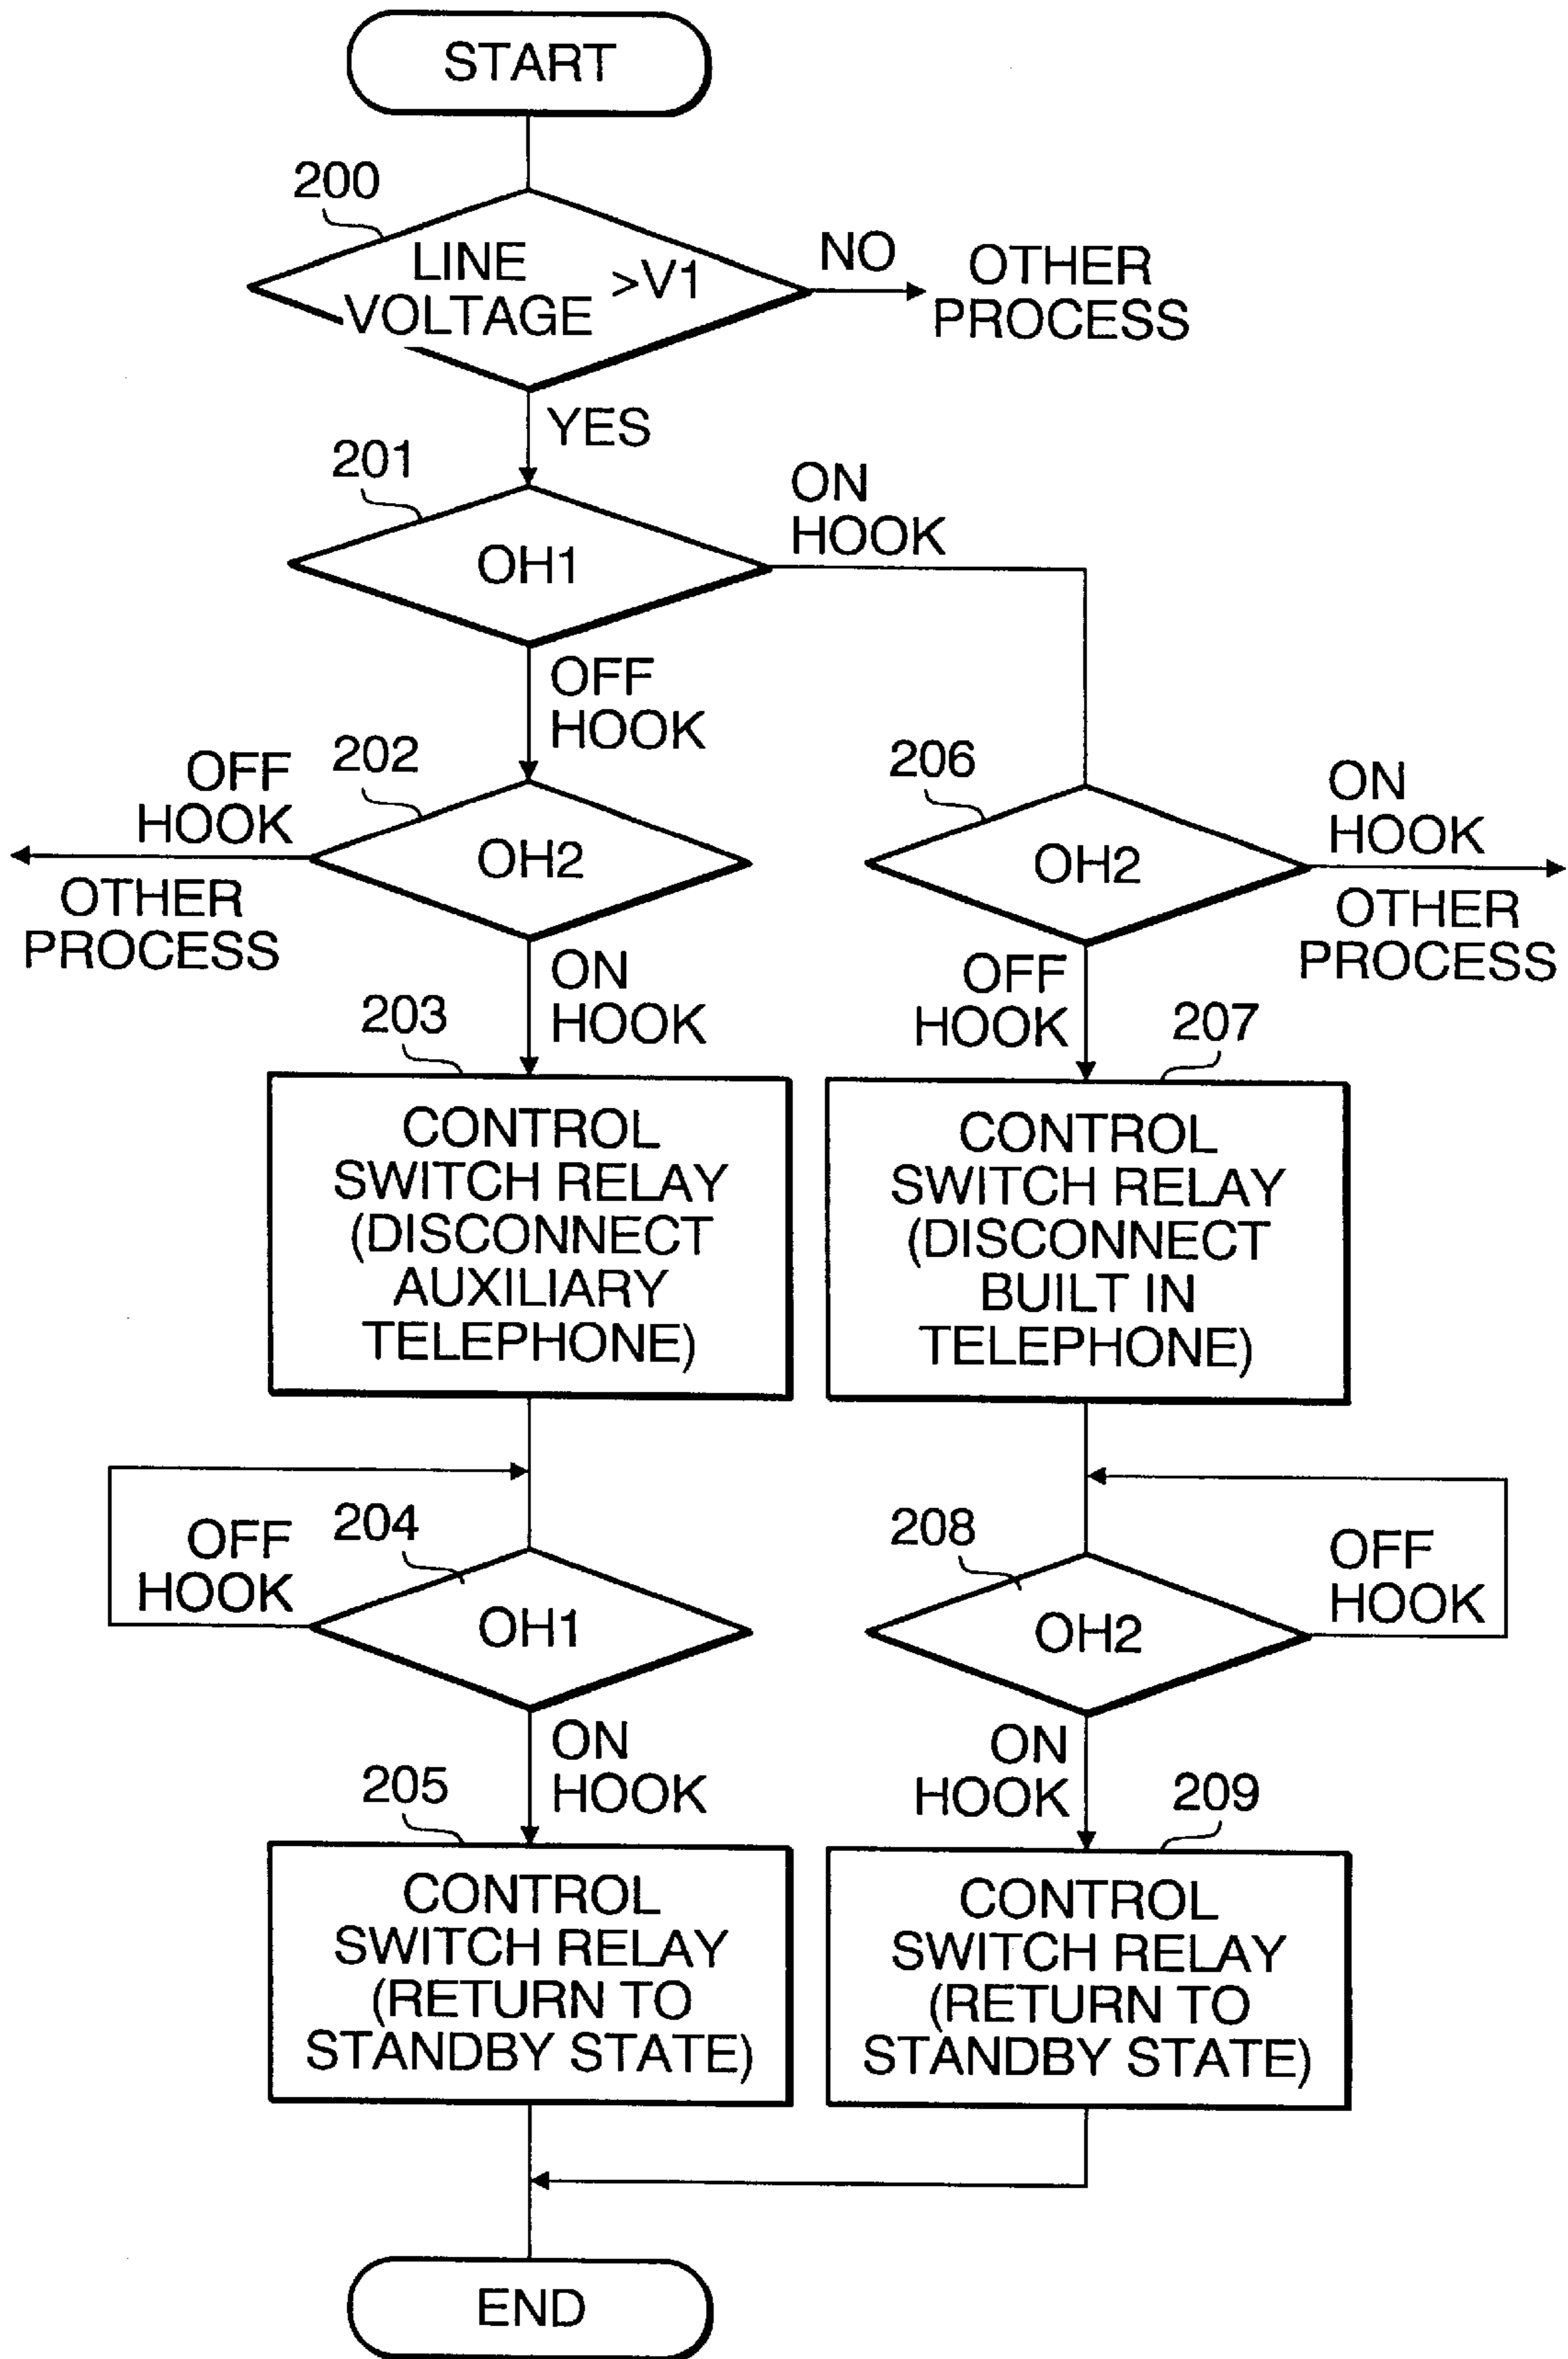 START
200
LINE
VOLTAGE
>V1
NO
OTHER
PROCESS
YES
201
OH1
ON
HOOK
OFF
HOOK
202
OH2
OFF
HOOK
OTHER
PROCESS
206
OH2
ON
HOOK
OTHER
PROCESS
ON
HOOK
OFF
HOOK
203
CONTROL
SWITCH RELAY
(DISCONNECT
AUXILIARY
TELEPHONE)
207
CONTROL
SWITCH RELAY
(DISCONNECT
BUILT IN
TELEPHONE)
204
OFF
HOOK
OH1
208
OH2
OFF
HOOK
ON
HOOK
ON
HOOK
205
CONTROL
SWITCH RELAY
(RETURN TO
STANDBY STATE)
209
CONTROL
SWITCH RELAY
(RETURN TO
STANDBY STATE)
END